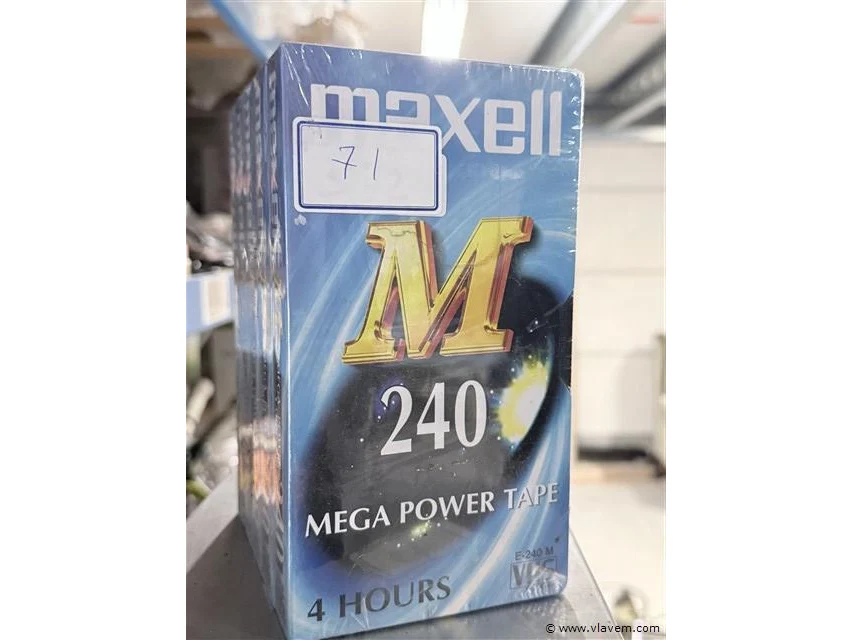 maxell
71
M
240
MEGA POWER TAPE
E-240 M
VHS
4 HOURS
© www.vlavem.com